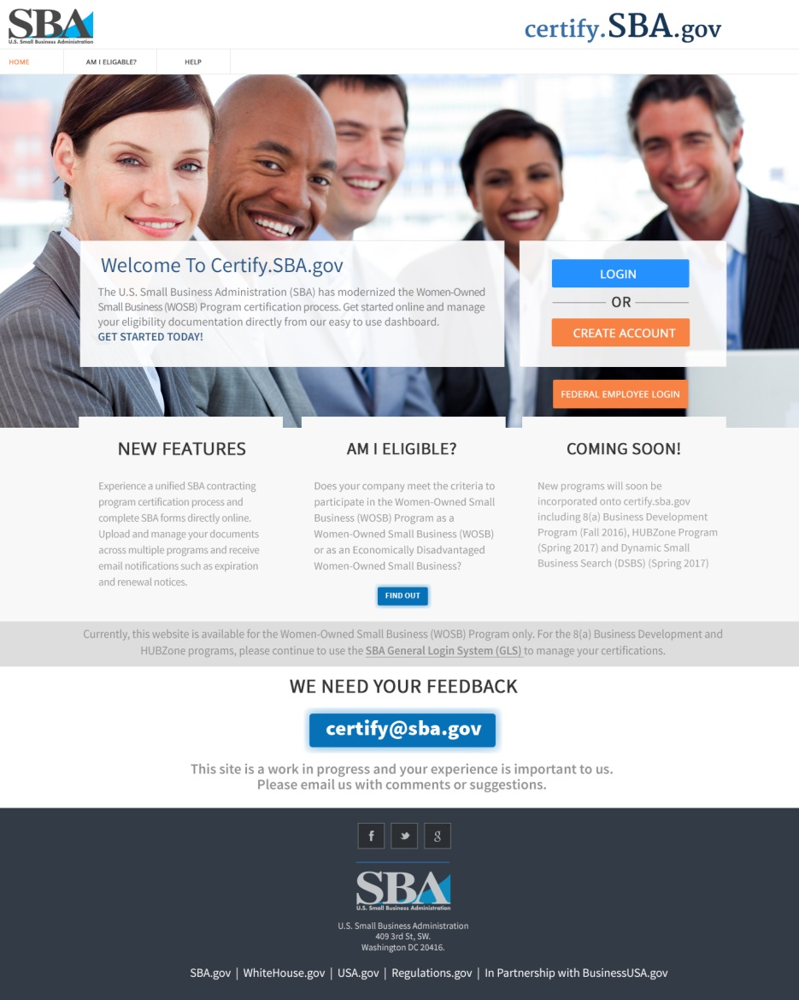 SBA
U.S. Small Business Administration
certify.SBA.gov
HOME
AM I ELIGABLE?
HELP
Welcome To Certify.SBA.gov
The U.S. Small Business Administration (SBA) has modernized the Women-Owned
Small Business (WOSB) Program certification process. Get started online and manage
your eligibility documentation directly from our easy to use dashboard.
GET STARTED TODAY!
LOGIN
OR
CREATE ACCOUNT
FEDERAL EMPLOYEE LOGIN
NEW FEATURES
Experience a unified SBA contracting
program certification process and
complete SBA forms directly online.
Upload and manage your documents
across multiple programs and receive
email notifications such as expiration
and renewal notices.
AM I ELIGIBLE?
Does your company meet the criteria to
participate in the Women-Owned Small
Business (WOSB) Program as a
Women-Owned Small Business (WOSB)
or as an Economically Disadvantaged
Women-Owned Small Business?
FIND OUT
COMING SOON!
New programs will soon be
incorporated onto certify.sba.gov
including 8(a) Business Development
Program (Fall 2016), HUBZone Program
(Spring 2017) and Dynamic Small
Business Search (DSBS) (Spring 2017)
Currently, this website is available for the Women-Owned Small Business (WOSB) Program only. For the 8(a) Business Development and
HUBZone programs, please continue to use the SBA General Login System (GLS) to manage your certifications.
WE NEED YOUR FEEDBACK
certify@sba.gov
This site is a work in progress and your experience is important to us.
Please email us with comments or suggestions.
f
g
SBA
U.S. Small Business Administration
U.S. Small Business Administration
409 3rd St, SW.
Washington DC 20416.
SBA.gov | WhiteHouse.gov | USA.gov | Regulations.gov | In Partnership with BusinessUSA.gov